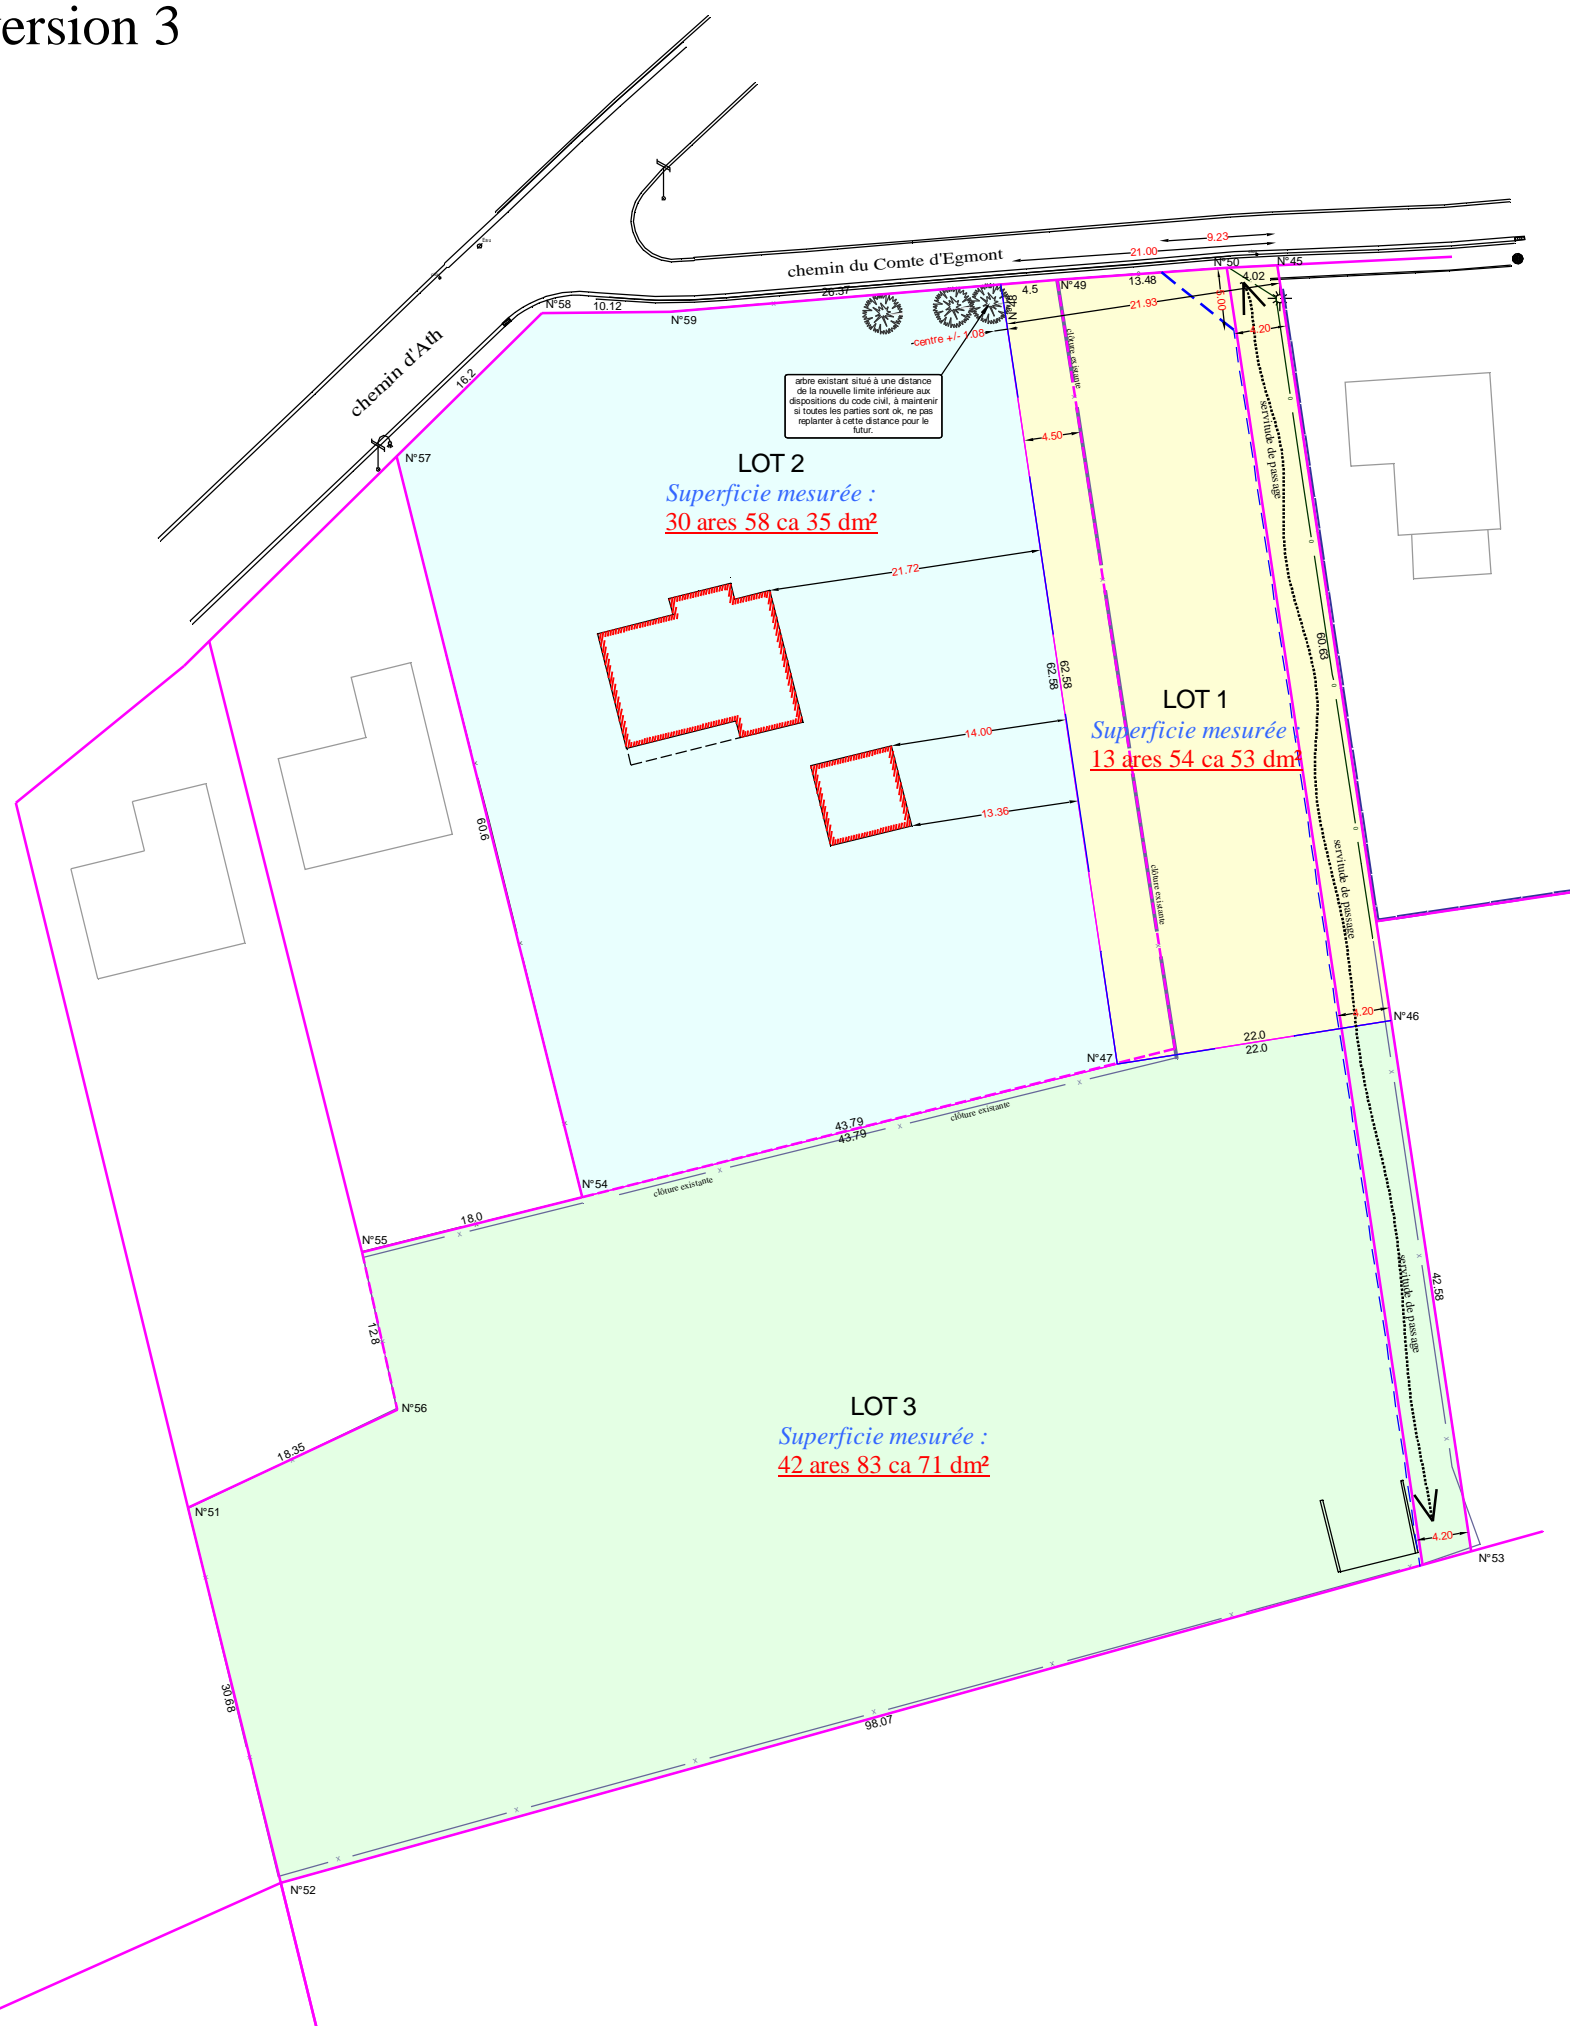 ersion 3
Eau
chemin du Comte d'Egmont
9.23
21.00
N°50
N°45
4.02
13.48
N°49
4.5
N°48
21.93
5.00
4.20
26.37
N°58
10.12
N°59
centre +/- 1.08
chemin d'Ath
16.2
arbre existant situé à une distance
de la nouvelle limite inférieure aux
dispositions du code civil, à maintenir
si toutes les parties sont ok, ne pas
replanter à cette distance pour le
futur.
clôture existante
servitude de passage
4.50
N°57
LOT 2
Superficie mesurée :
30 ares 58 ca 35 dm²
21.72
62.58
62.58
60.63
LOT 1
Superficie mesurée :
13 ares 54 ca 53 dm²
14.00
13.36
60.6
clôture existante
servitude de passage
4.20
N°46
22.0
22.0
N°47
clôture existante
43.79
43.79
clôture existante
N°54
18.0
N°55
12.8
N°56
servitude de passage
42.58
LOT 3
Superficie mesurée :
42 ares 83 ca 71 dm²
18.35
N°51
4.20
N°53
30.68
98.07
N°52